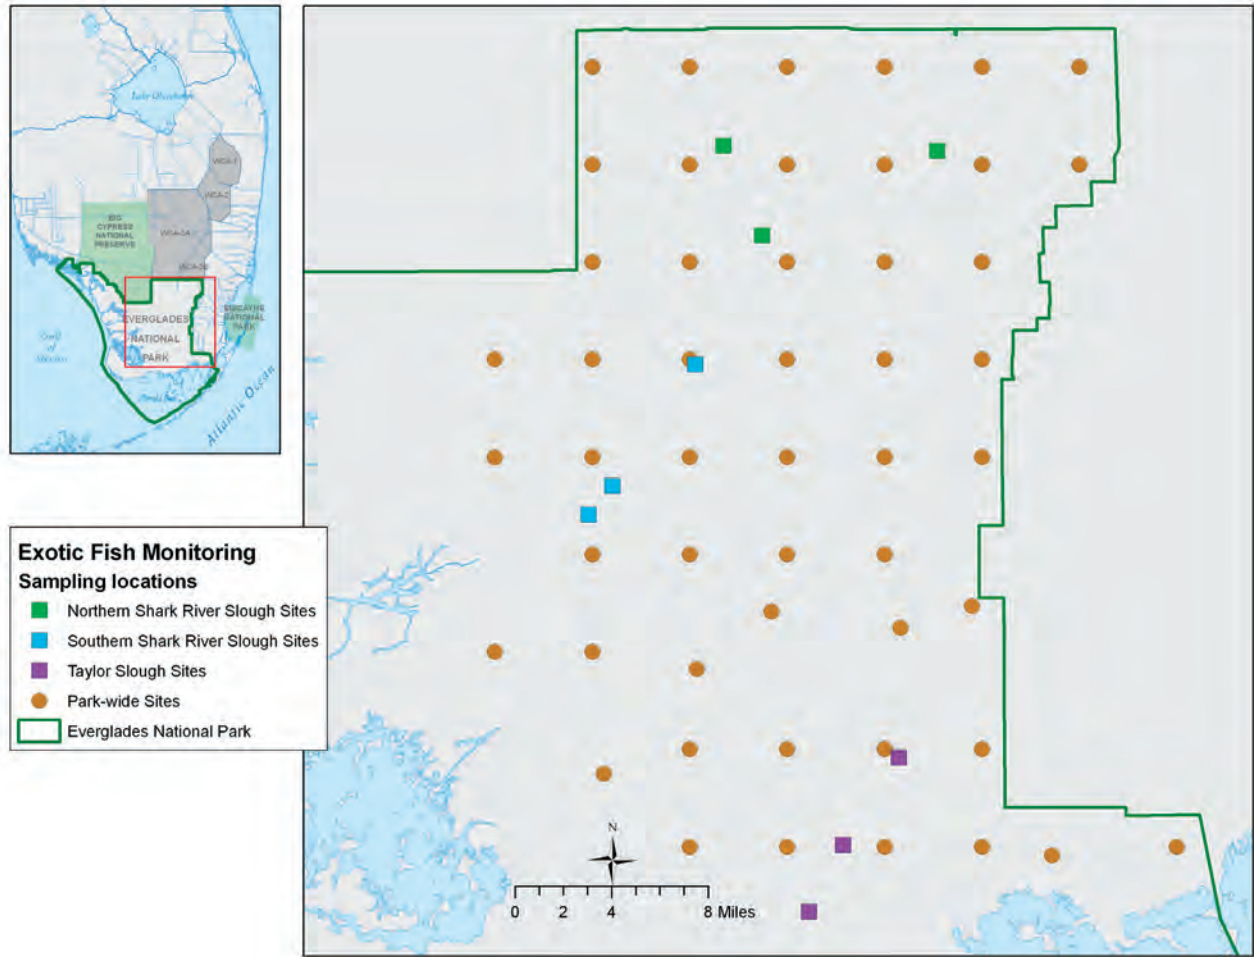 Lake Okeechobee
WCA-1
WCA-2
BIG
CYPRESS
NATIONAL
PRESERVE
WCA-3A
WCA-3B
BISCAYNE
NATIONAL
PARK
EVERGLADES
NATIONAL
PARK
Gulf
of
Mexico
Florida Bay
Atlantic Ocean
Exotic Fish Monitoring
Sampling locations
Northern Shark River Slough Sites
Southern Shark River Slough Sites
Taylor Slough Sites
Park-wide Sites
Everglades National Park
N
0 2 4 8 Miles